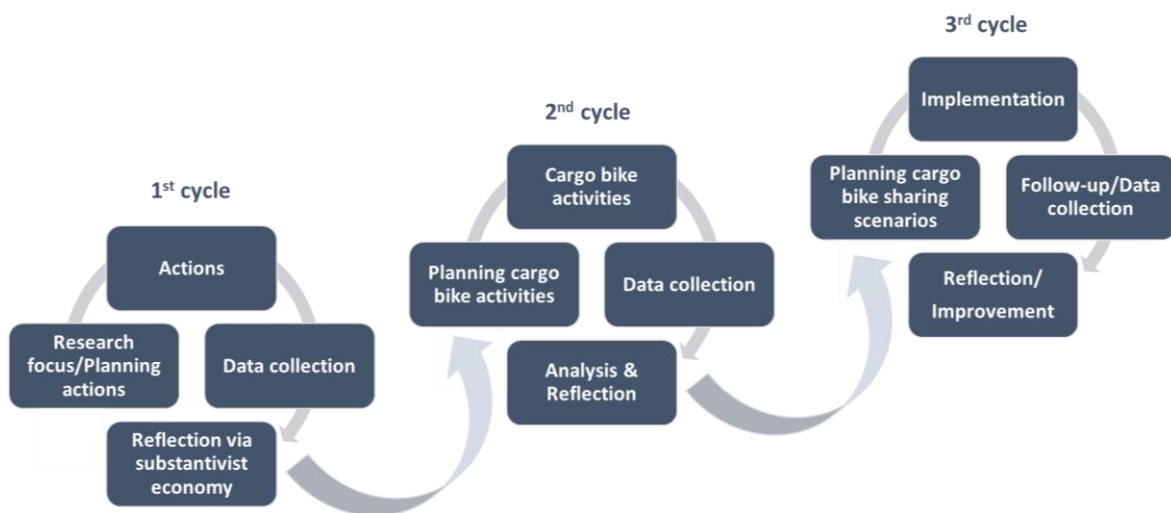 1st cycle
Actions
Research
focus/Planning
actions
Data collection
Reflection via
substantivist
economy
2nd cycle
Cargo bike
activities
Planning cargo
bike activities
Data collection
Analysis &
Reflection
3rd cycle
Implementation
Planning cargo
bike sharing
scenarios
Follow-up/Data
collection
Reflection/
Improvement